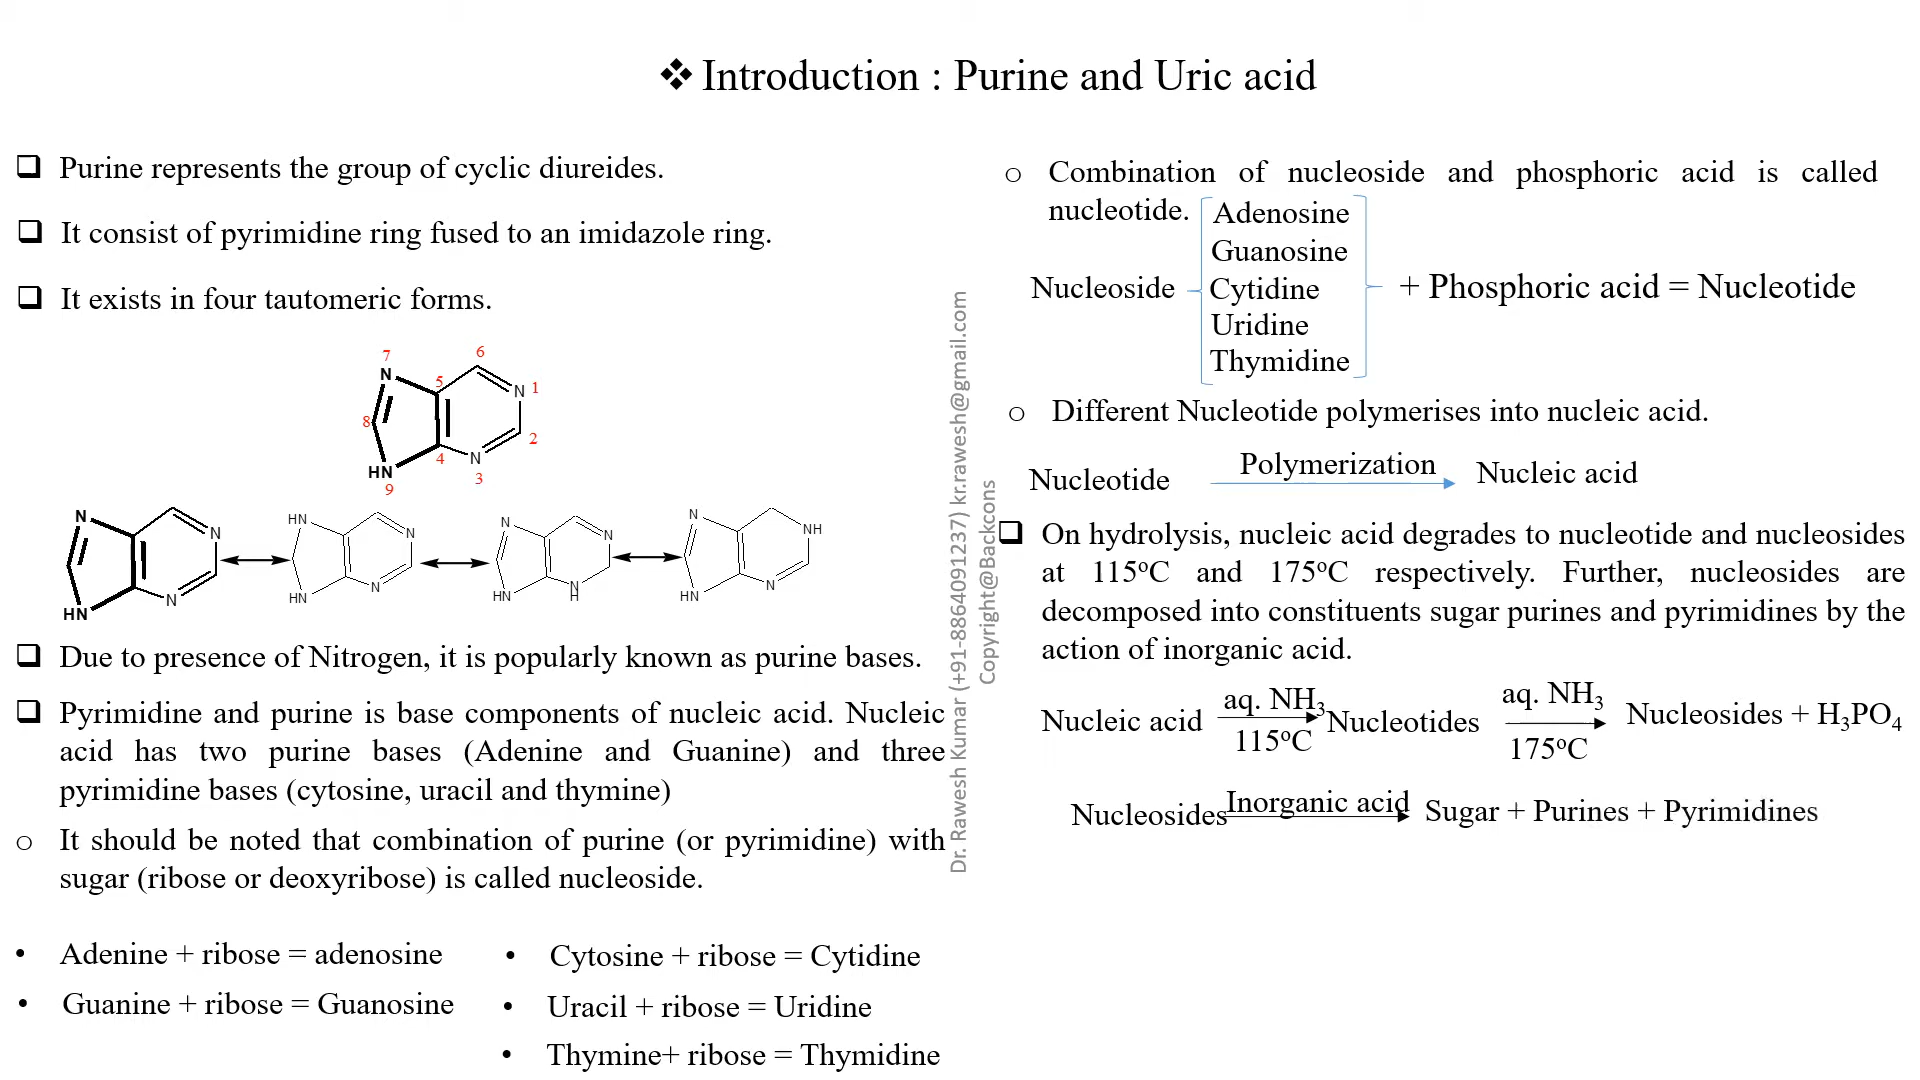 ❖ Introduction : Purine and Uric acid
❑ Purine represents the group of cyclic diureides.
❑ It consist of pyrimidine ring fused to an imidazole ring.
❑ It exists in four tautomeric forms.
7
6
N
5
N
1
8
2
4
N
HN
3
9
N
N
N
HN
HN
N
N
HN
N
N
N
H
HN
N
NH
N
HN
❑ Due to presence of Nitrogen, it is popularly known as purine bases.
❑ Pyrimidine and purine is base components of nucleic acid. Nucleic
acid has two purine bases (Adenine and Guanine) and three
pyrimidine bases (cytosine, uracil and thymine)
o It should be noted that combination of purine (or pyrimidine) with
sugar (ribose or deoxyribose) is called nucleoside.
• Adenine + ribose = adenosine
• Guanine + ribose = Guanosine
• Cytosine + ribose = Cytidine
• Uracil + ribose = Uridine
• Thymine+ ribose = Thymidine
Dr. Rawesh Kumar (+91-8864091237) kr.rawesh@gmail.com
Copyright@Backcons
o Combination of nucleoside and phosphoric acid is called
nucleotide.
Adenosine
Guanosine
Nucleoside Cytidine + Phosphoric acid = Nucleotide
Uridine
Thymidine
o Different Nucleotide polymerises into nucleic acid.
Nucleotide Polymerization Nucleic acid
❑ On hydrolysis, nucleic acid degrades to nucleotide and nucleosides
at 115ºC and 175ºC respectively. Further, nucleosides are
decomposed into constituents sugar purines and pyrimidines by the
action of inorganic acid.
Nucleic acid aq. NH₃ 115ºC Nucleotides aq. NH₃ 175ºC Nucleosides + H₃PO₄
Nucleosides Inorganic acid Sugar + Purines + Pyrimidines